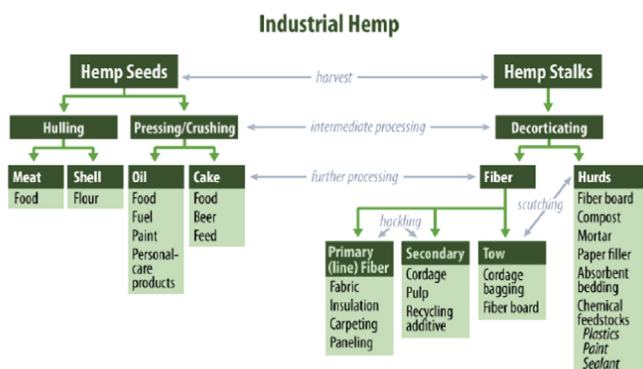 Industrial Hemp
Hemp Seeds
harvest
Hemp Stalks
Hulling
Pressing/Crushing
intermediate processing
Decorticating
Meat
Food
Shell
Flour
Oil
Food
Fuel
Paint
Personal-
care
products
Cake
Food
Beer
Feed
further processing
Fiber
Hurds
Fiber board
Compost
Mortar
Paper filler
Absorbent
bedding
Chemical
feedstocks
Plastics
Paint
Sealant
hackling
scutching
Primary
(line) Fiber
Fabric
Insulation
Carpeting
Paneling
Secondary
Cordage
Pulp
Recycling
additive
Tow
Cordage
bagging
Fiber board